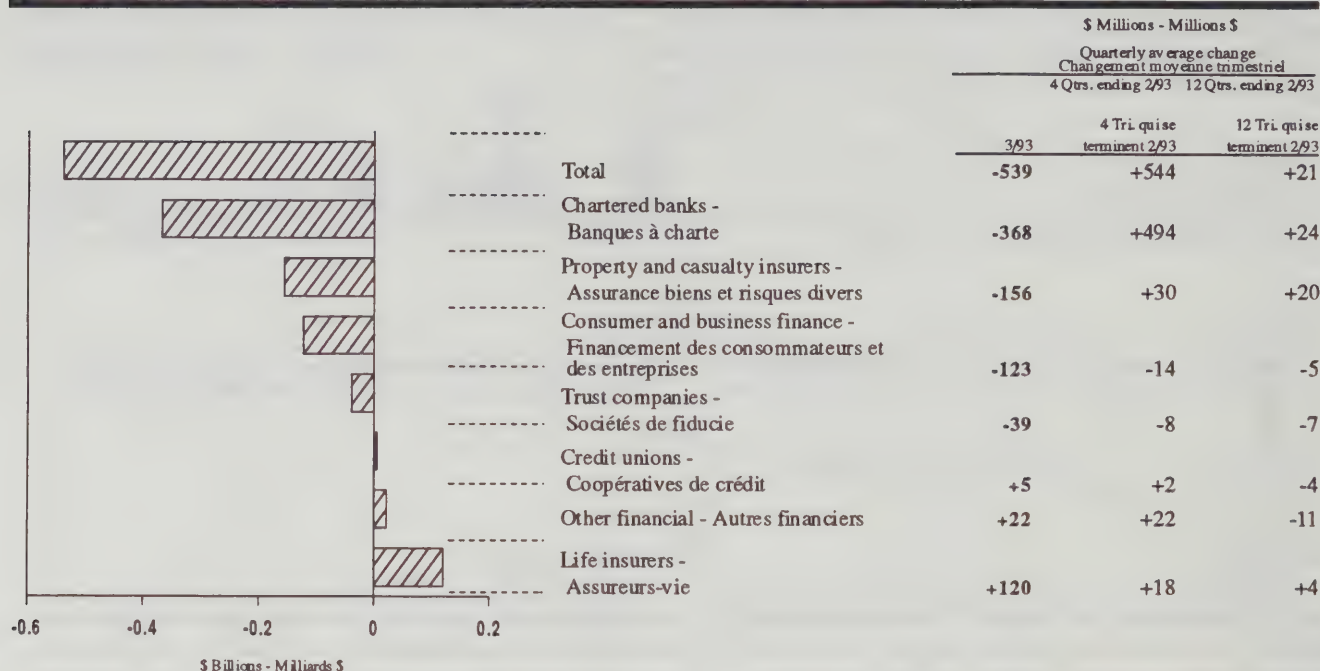 $ Millions - Millions $
Quarterly average change
Changement moyenne trimestriel
4 Qtrs. ending 2/93 12 Qtrs. ending 2/93
4 Tri. qui se 12 Tri. qui se
3/93 terminent 2/93 terminent 2/93
Total -539 +544 +21
Chartered banks -
Banques à charte -368 +494 +24
Property and casualty insurers -
Assurance biens et risques divers -156 +30 +20
Consumer and business finance -
Financement des consommateurs et
des entreprises -123 -14 -5
Trust companies -
Sociétés de fiducie -39 -8 -7
Credit unions -
Coopératives de crédit +5 +2 -4
Other financial - Autres financiers +22 +22 -11
Life insurers -
Assureurs-vie +120 +18 +4
-0.6 -0.4 -0.2 0 0.2
$ Billions - Milliards $